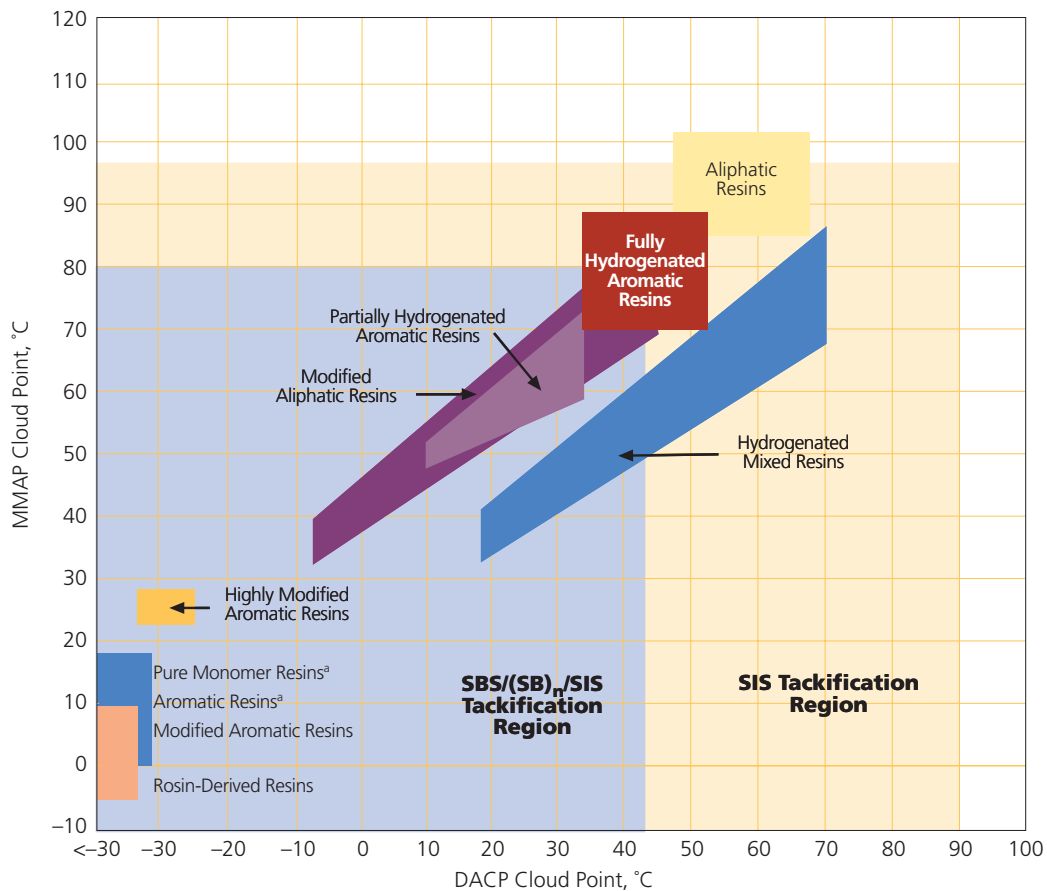 120
110
100
90
80
70
60
50
40
30
20
10
0
–10
MMAP Cloud Point, °C
Aliphatic
Resins
Fully
Hydrogenated
Aromatic
Resins
Partially Hydrogenated
Aromatic Resins
Modified
Aliphatic Resins
Hydrogenated
Mixed Resins
Highly Modified
Aromatic Resins
Pure Monomer Resinsᵃ
Aromatic Resinsᵃ
Modified Aromatic Resins
Rosin-Derived Resins
SBS/(SB)ₙ/SIS
Tackification
Region
SIS Tackification
Region
<–30 –30 –20 –10 0 10 20 30 40 50 60 70 80 90 100
DACP Cloud Point, °C